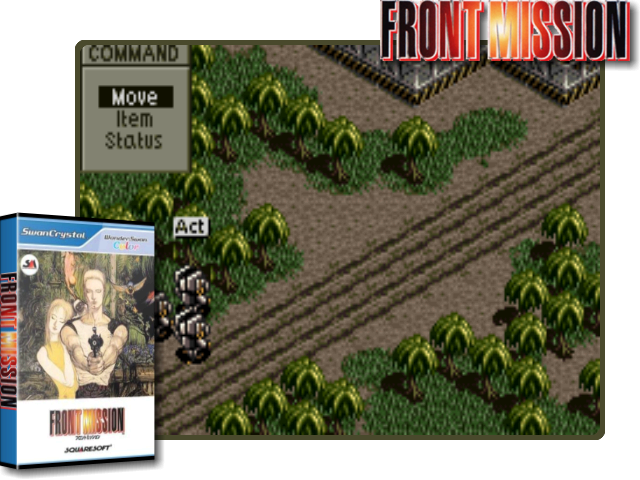 FRONT MISSION
COMMAND
Move
Item
Status
Act
SwanCrystal
WonderSwan
Color
FRONT MISSION
FRONT MISSION
SQUARESOFT